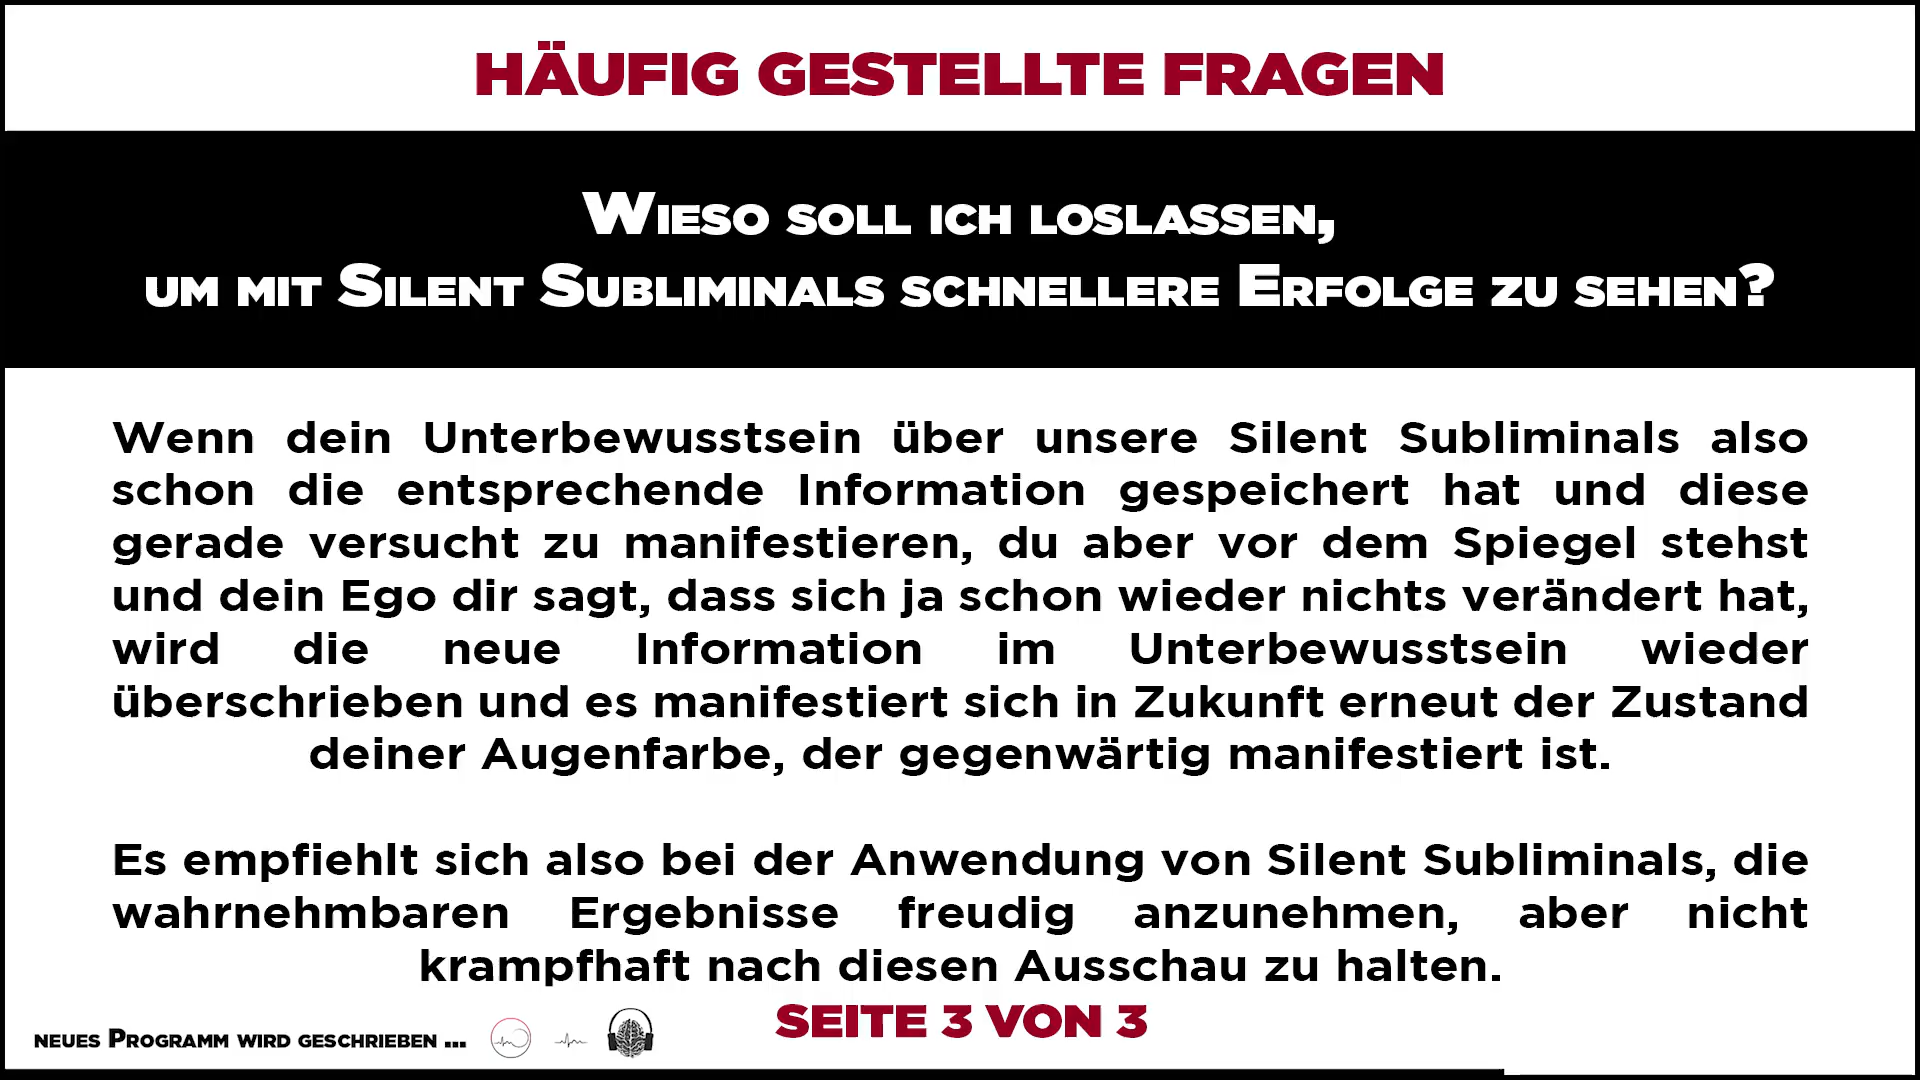 HÄUFIG GESTELLTE FRAGEN
Wieso soll ich loslassen,
um mit Silent Subliminals schnellere Erfolge zu sehen?
Wenn dein Unterbewusstsein über unsere Silent Subliminals also
schon die entsprechende Information gespeichert hat und diese
gerade versucht zu manifestieren, du aber vor dem Spiegel stehst
und dein Ego dir sagt, dass sich ja schon wieder nichts verändert hat,
wird die neue Information im Unterbewusstsein wieder
überschrieben und es manifestiert sich in Zukunft erneut der Zustand
deiner Augenfarbe, der gegenwärtig manifestiert ist.
Es empfiehlt sich also bei der Anwendung von Silent Subliminals, die
wahrnehmbaren Ergebnisse freudig anzunehmen, aber nicht
krampfhaft nach diesen Ausschau zu halten.
SEITE 3 VON 3
neues Programm wird geschrieben ...